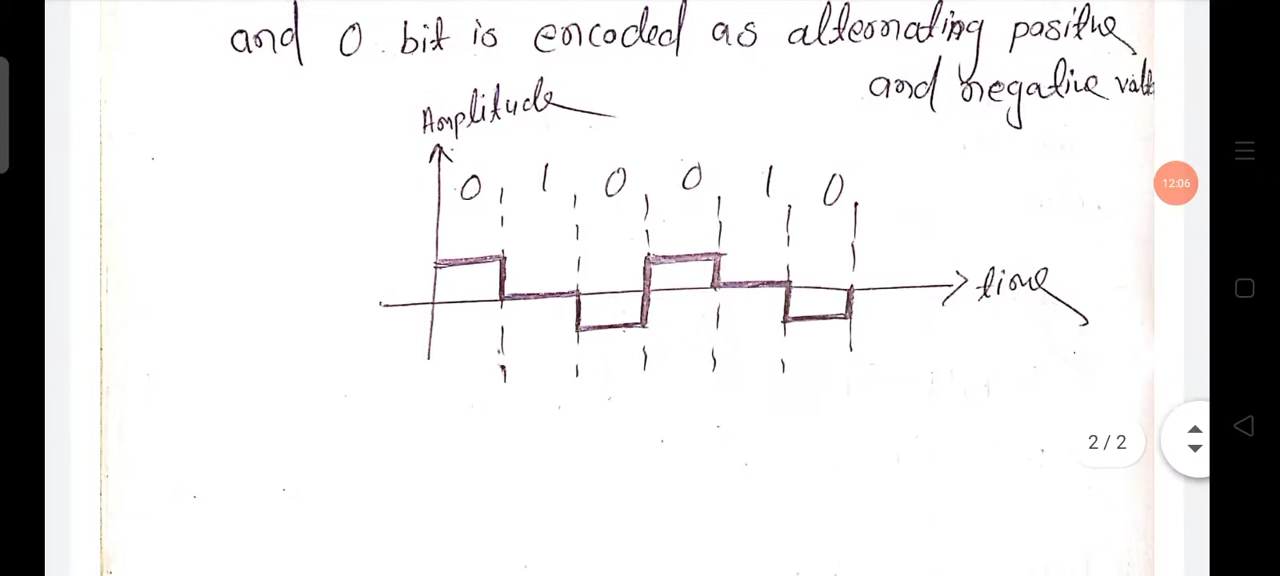 and 0 bit is encoded as alternating positive
and negative
Amplitude
0 1 0 0 1 0
12:06
time
2 / 2